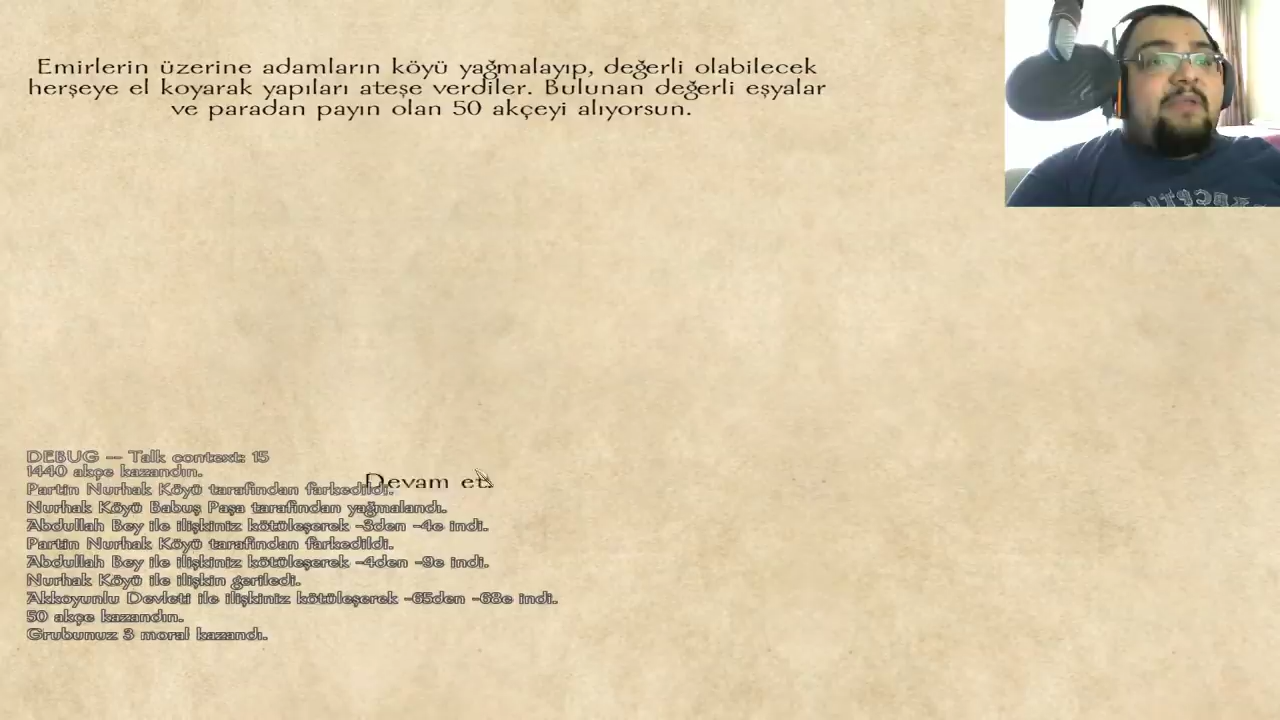 Emirlerin üzerine adamların köyü yağmalayıp, değerli olabilecek
herşeye el koyarak yapıları ateşe verdiler. Bulunan değerli eşyalar
ve paradan payın olan 50 akçeyi alıyorsun.
DEBUG -- Talk context: 15
1440 akçe kazandın.
Devam et.
Partin Nurhak Köyü tarafından farkedildi.
Nurhak Köyü Babuş Paşa tarafından yağmalandı.
Abdullah Bey ile ilişkiniz kötüleşerek -3den -4e indi.
Partin Nurhak Köyü tarafından farkedildi.
Abdullah Bey ile ilişkiniz kötüleşerek -4den -9e indi.
Nurhak Köyü ile ilişkin geriledi.
Akkoyunlu Devleti ile ilişkiniz kötüleşerek -65den -68e indi.
50 akçe kazandın.
Grubunuz 3 moral kazandı.